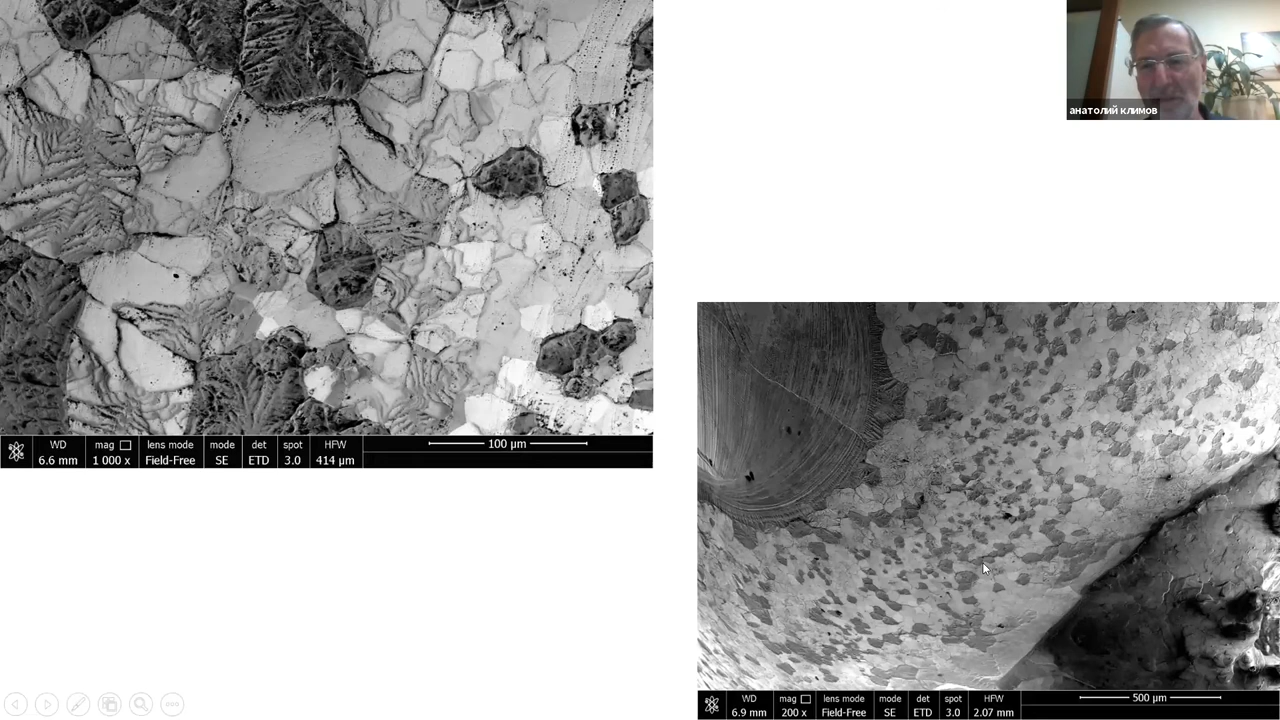 анатолий климов
WD mag lens mode mode det spot HFW 100 µm
6.6 mm 1 000 x Field-Free SE ETD 3.0 414 µm
WD mag lens mode mode det spot HFW 500 µm
6.9 mm 200 x Field-Free SE ETD 3.0 2.07 mm